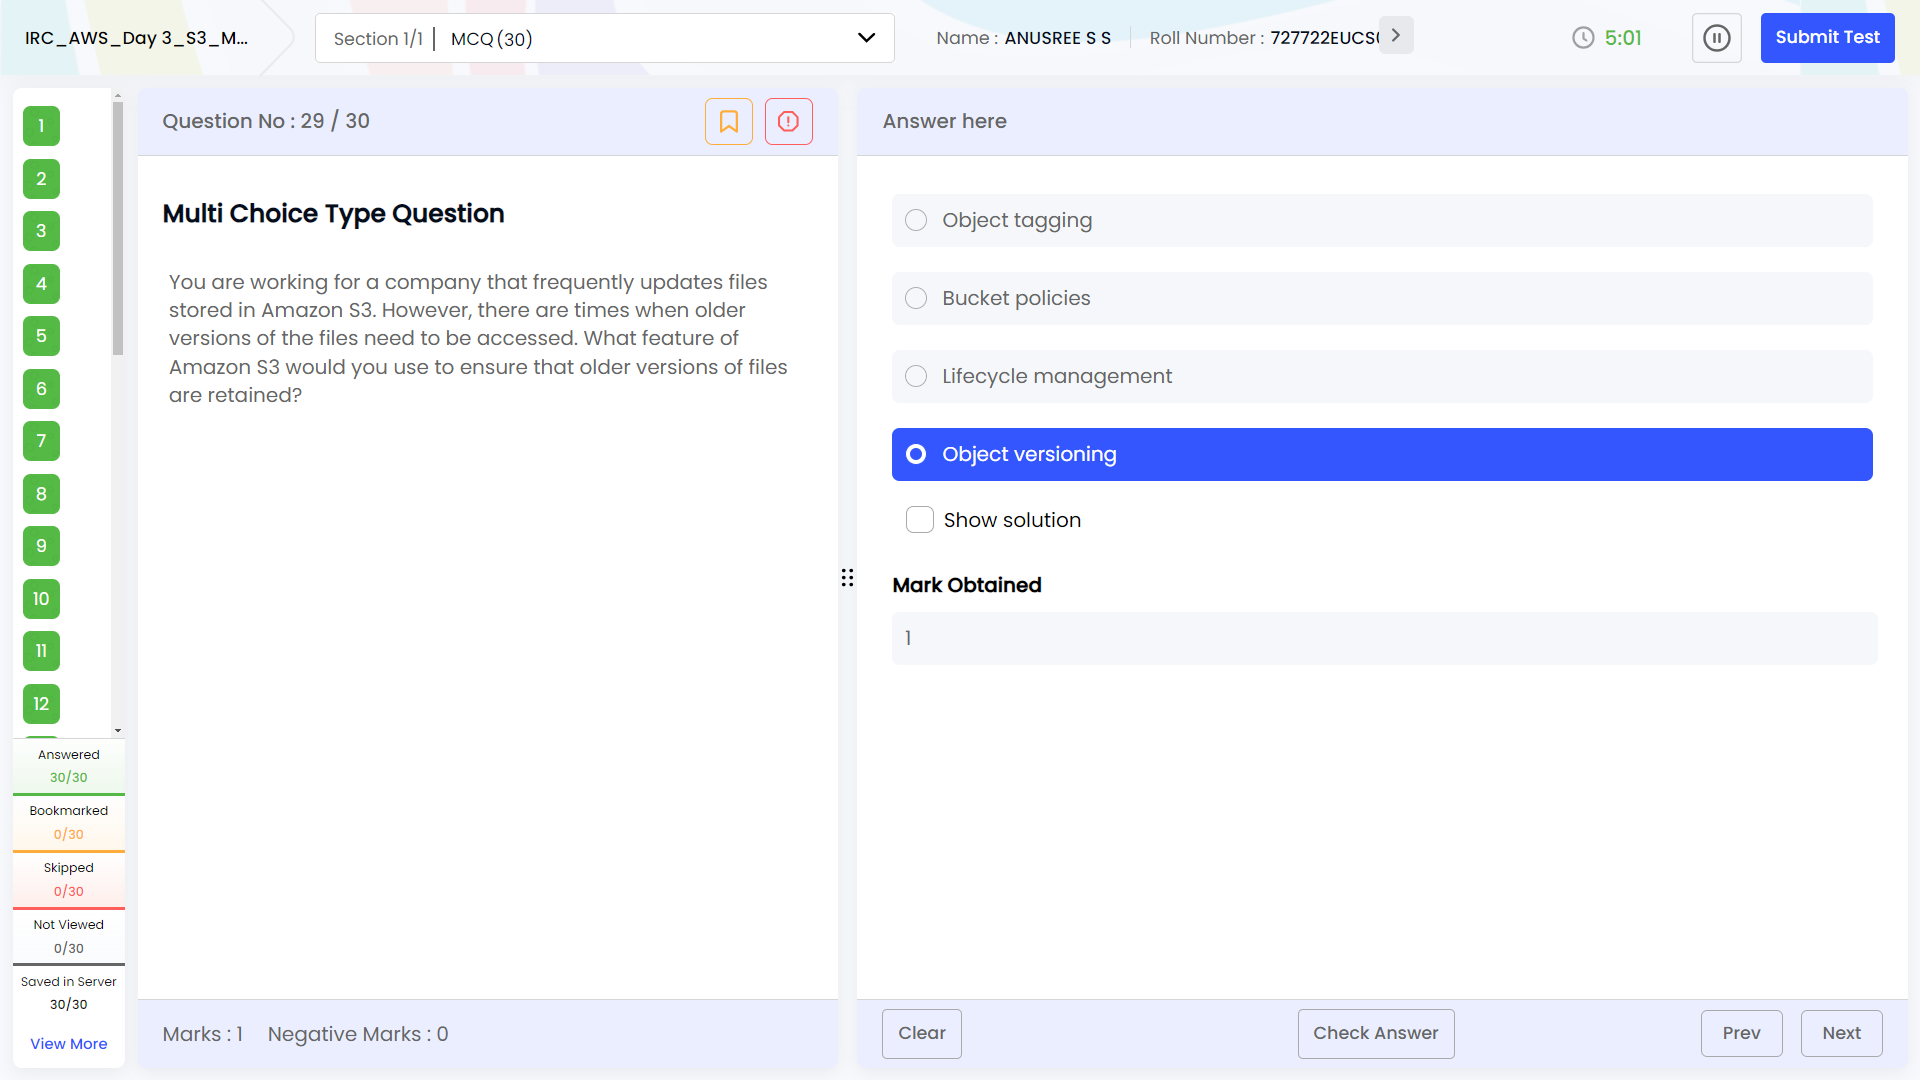 IRC_AWS_Day 3_S3_M...
Section 1/1 | MCQ (30)
Name : ANUSREE S S
Roll Number : 727722EUCS
5:01
Submit Test
1
2
3
4
5
6
7
8
9
10
11
12
Answered
30/30
Bookmarked
0/30
Skipped
0/30
Not Viewed
0/30
Saved in Server
30/30
View More
Question No : 29 / 30
Multi Choice Type Question
You are working for a company that frequently updates files
stored in Amazon S3. However, there are times when older
versions of the files need to be accessed. What feature of
Amazon S3 would you use to ensure that older versions of files
are retained?
Marks : 1
Negative Marks : 0
Answer here
Object tagging
Bucket policies
Lifecycle management
Object versioning
Show solution
Mark Obtained
1
Clear
Check Answer
Prev
Next